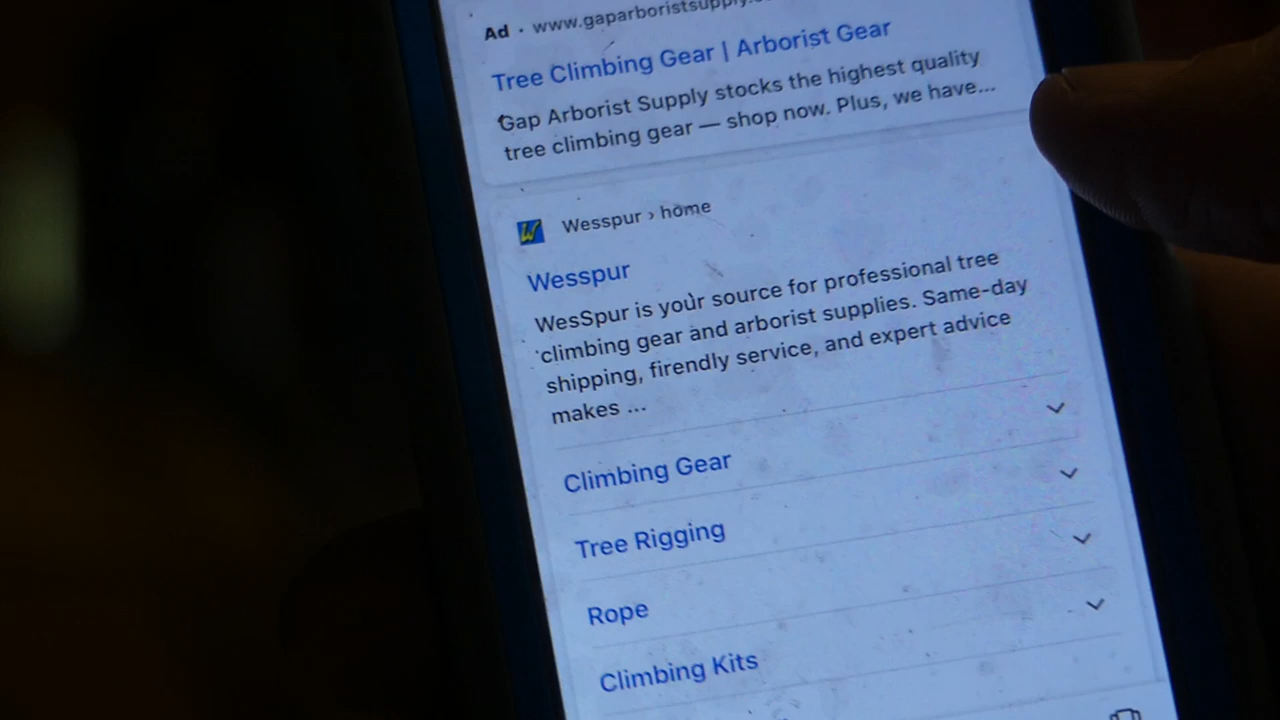 Ad · www.gaparboristsupply.
Tree Climbing Gear | Arborist Gear
Gap Arborist Supply stocks the highest quality
tree climbing gear — shop now. Plus, we have...
W Wesspur › home
Wesspur
WesSpur is your source for professional tree
climbing gear and arborist supplies. Same-day
shipping, firendly service, and expert advice
makes ...
Climbing Gear
Tree Rigging
Rope
Climbing Kits